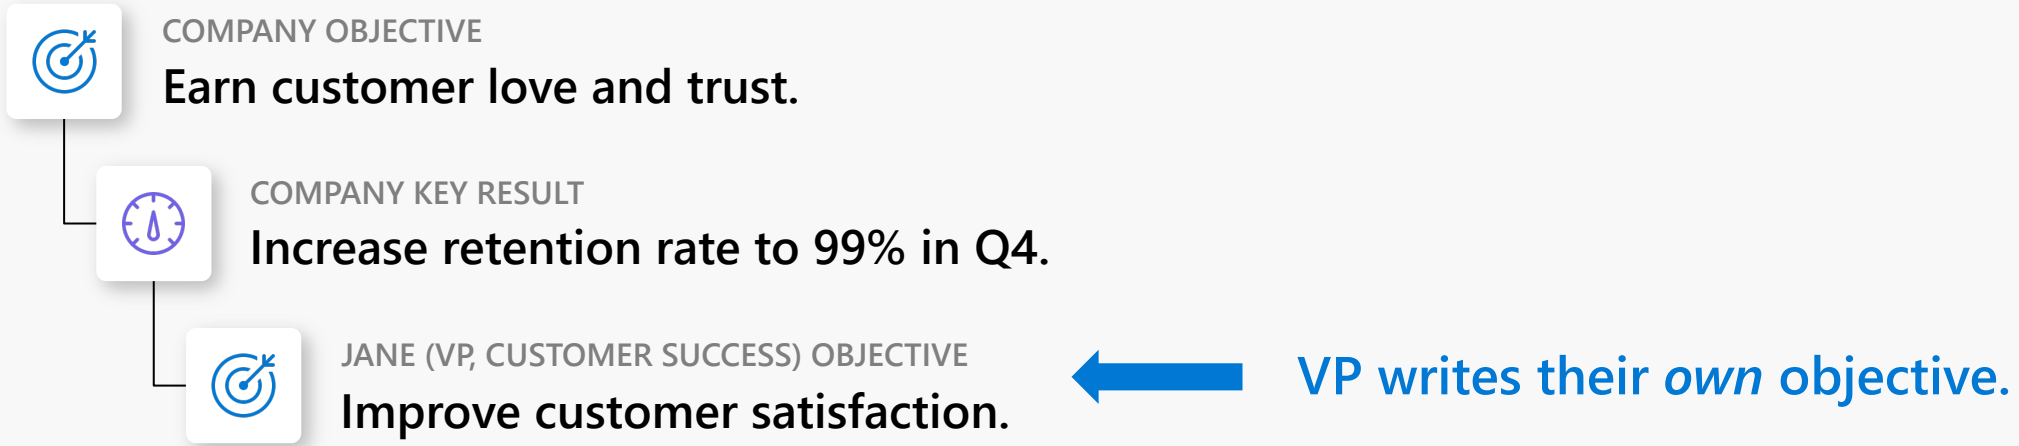 COMPANY OBJECTIVE
Earn customer love and trust.
COMPANY KEY RESULT
Increase retention rate to 99% in Q4.
JANE (VP, CUSTOMER SUCCESS) OBJECTIVE
Improve customer satisfaction.
VP writes their own objective.